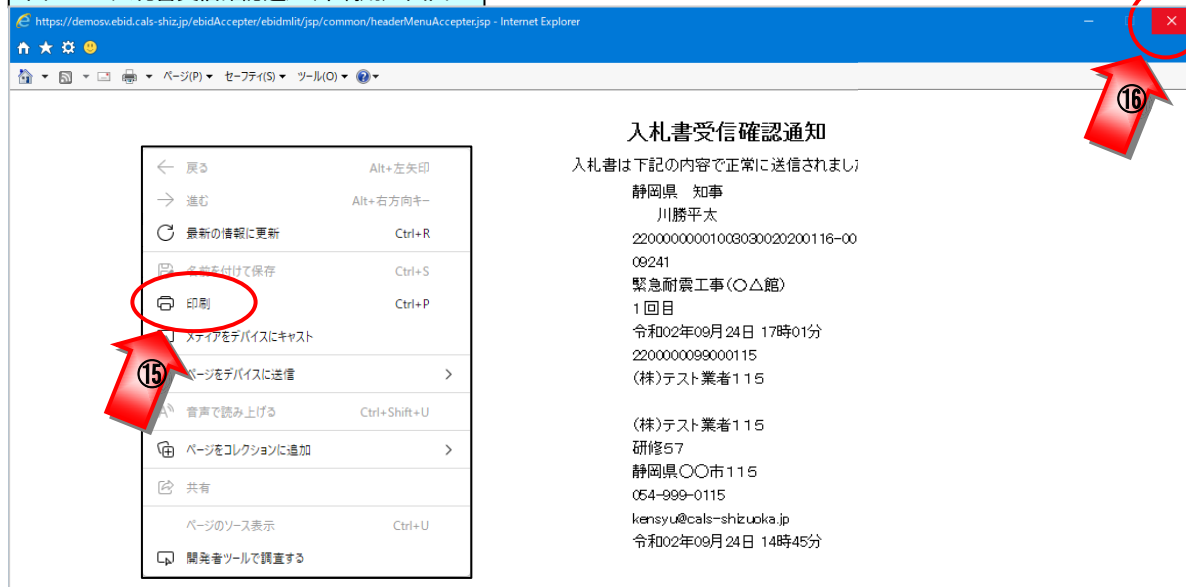 https://demosv.ebid.cals-shiz.jp/ebidAccepter/ebidmlit/jsp/common/headerMenuAccepter.jsp - Internet Explorer
ページ(P) セーフティ(S) ツール(O)
⑯
入札書受信確認通知
入札書は下記の内容で正常に送信されまし
静岡県 知事
川勝平太
22000000001003030020200116-00
09241
緊急耐震工事(○△館)
1回目
令和02年09月24日 17時01分
2200000099000115
(株)テスト業者115
(株)テスト業者115
研修57
静岡県○○市115
054-999-0115
kensyu@cals-shizuoka.jp
令和02年09月24日 14時45分
戻る Alt+左矢印
進む Alt+右方向キー
最新の情報に更新 Ctrl+R
名前を付けて保存 Ctrl+S
印刷 Ctrl+P
メディアをデバイスにキャスト
⑮
ページをデバイスに送信
音声で読み上げる Ctrl+Shift+U
ページをコレクションに追加
共有
ページのソース表示 Ctrl+U
開発者ツールで調査する